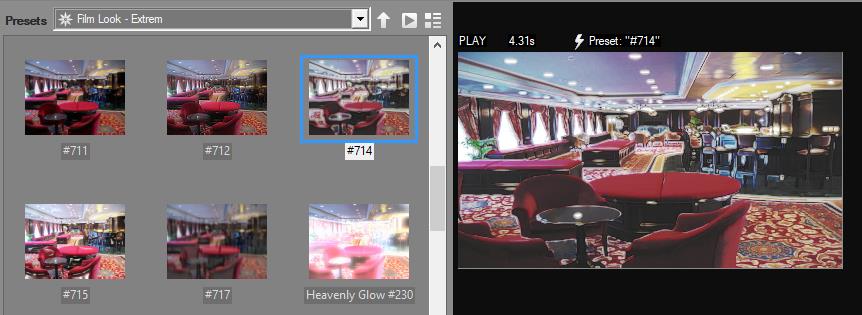 Presets
Film Look - Extrem
PLAY 4.31s Preset: "#714"
#711 #712 #714
#715 #717 Heavenly Glow #230